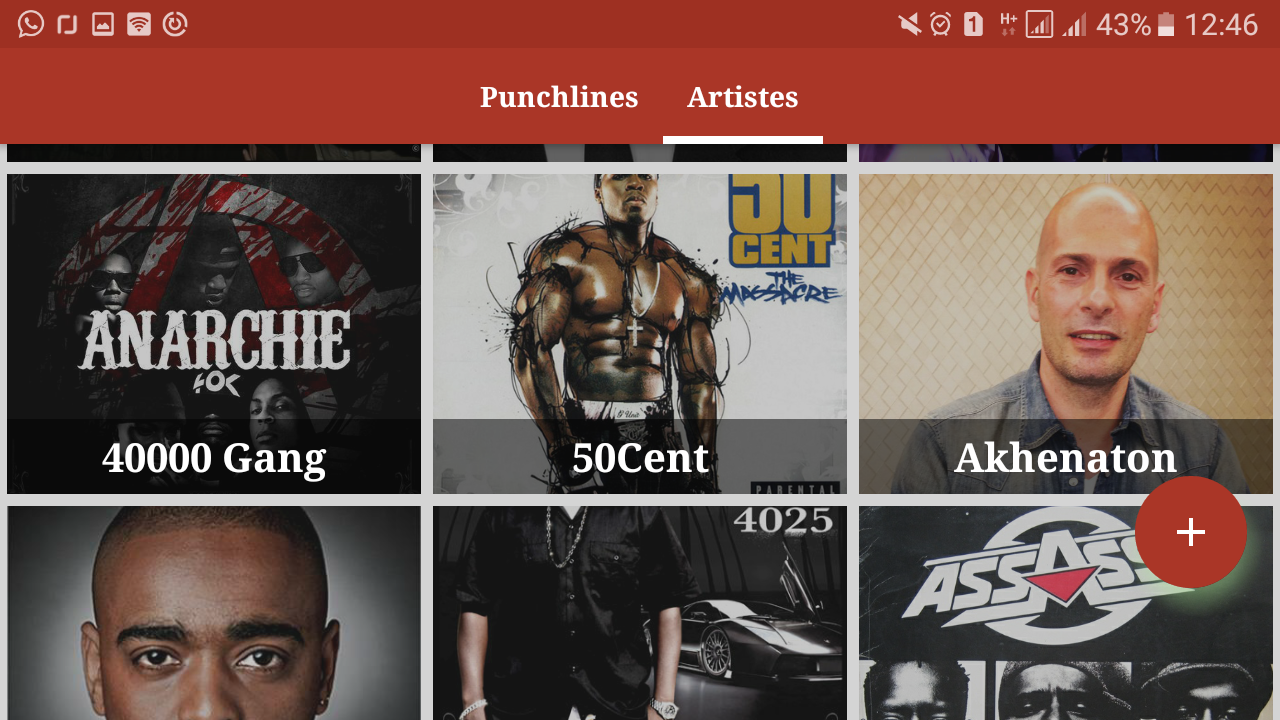 1 H+ 43% 12:46
Punchlines Artistes
©
ANARCHIE
40K
40000 Gang
50
CENT
THE
MASSACRE
G Unit
PARENTAL
50Cent
Akhenaton
+
4025
ASSASS